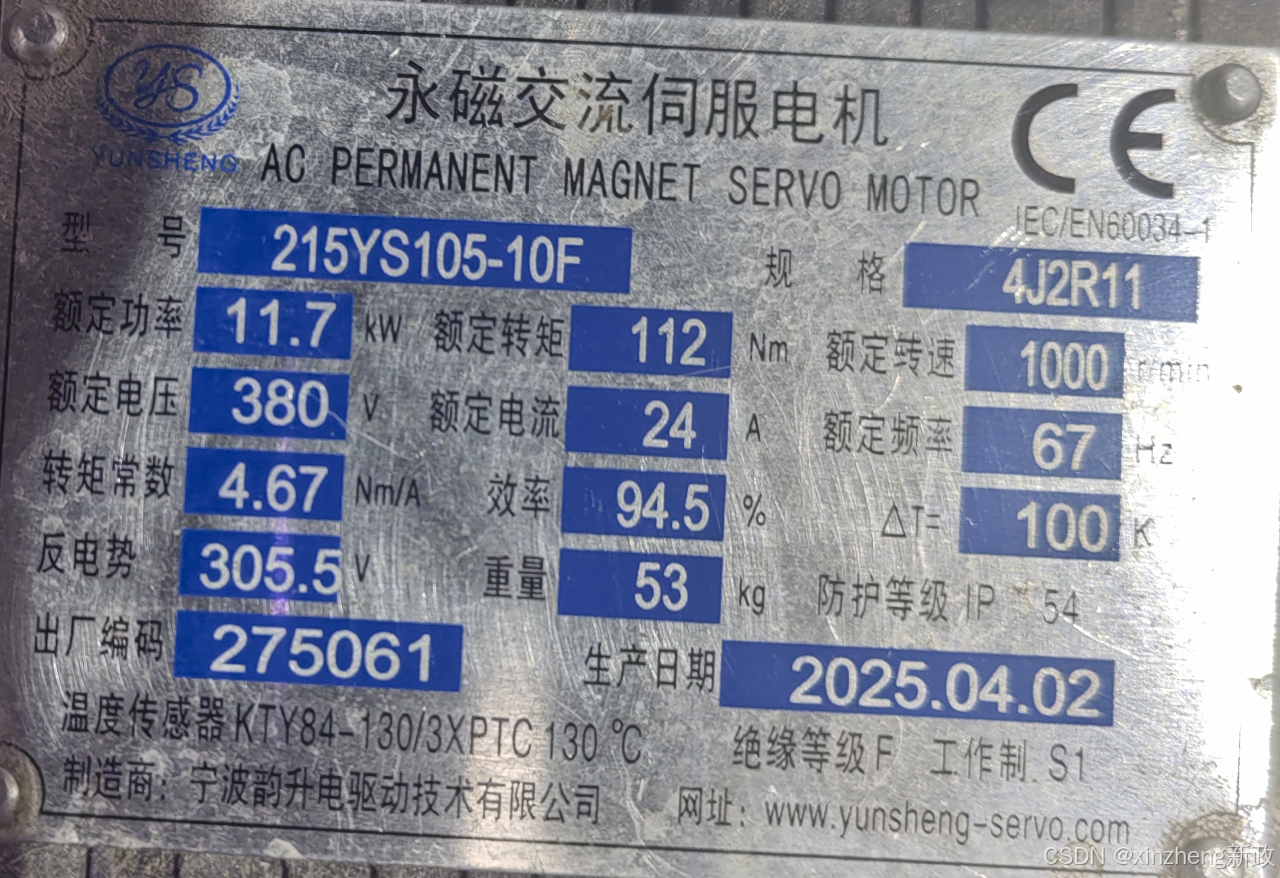 YS
YUNSHENG
永磁交流伺服电机
AC PERMANENT MAGNET SERVO MOTOR
CE
IEC/EN60034-1
型 号 215YS105-10F 规 格 4J2R11
额定功率 11.7 kW 额定转矩 112 Nm 额定转速 1000 r/min
额定电压 380 V 额定电流 24 A 额定频率 67 Hz
转矩常数 4.67 Nm/A 效率 94.5 % △T= 100 K
反电势 305.5 V 重量 53 kg 防护等级 IP 54
出厂编码 275061 生产日期 2025.04.02
温度传感器 KTY84-130/3XPTC 130 ℃ 绝缘等级 F 工作制 S1
制造商: 宁波韵升电驱动技术有限公司 网址: www.yunsheng-servo.com
CSDN @xinzheng新政